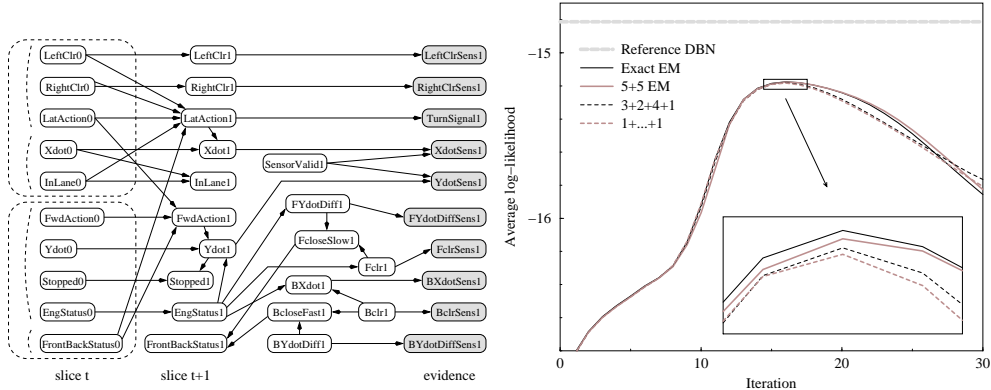 LeftClr0 LeftClr1 LeftClrSens1
RightClr0 RightClr1 RightClrSens1
LatAction0 LatAction1 TurnSignal1
Xdot0 Xdot1 XdotSens1
SensorValid1
InLane0 InLane1 YdotSens1
FYdotDiff1
FwdAction0 FwdAction1 FYdotDiffSens1
FcloseSlow1
Ydot0 Ydot1 FclrSens1
Fclr1
Stopped0 Stopped1 BXdot1 BXdotSens1
EngStatus0 EngStatus1 BcloseFast1 Bclr1 BclrSens1
FrontBackStatus0 FrontBackStatus1 BYdotDiff1 BYdotDiffSens1
slice t slice t+1 evidence
Average log-likelihood
-15
-16
Reference DBN
Exact EM
5+5 EM
3+2+4+1
1+...+1
0 10 20 30
Iteration